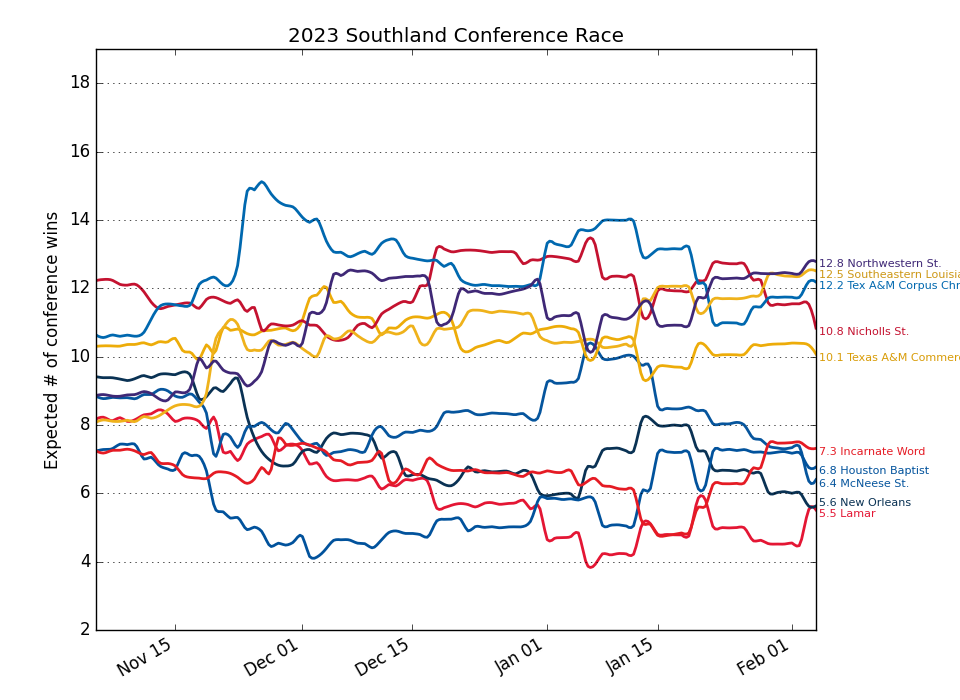 2023 Southland Conference Race
Expected # of conference wins
18
16
14
12
10
8
6
4
2
Nov 15
Dec 01
Dec 15
Jan 01
Jan 15
Feb 01
12.8 Northwestern St.
12.5 Southeastern Louisia
12.2 Tex A&M Corpus Chr
10.8 Nicholls St.
10.1 Texas A&M Commerc
7.3 Incarnate Word
6.8 Houston Baptist
6.4 McNeese St.
5.6 New Orleans
5.5 Lamar